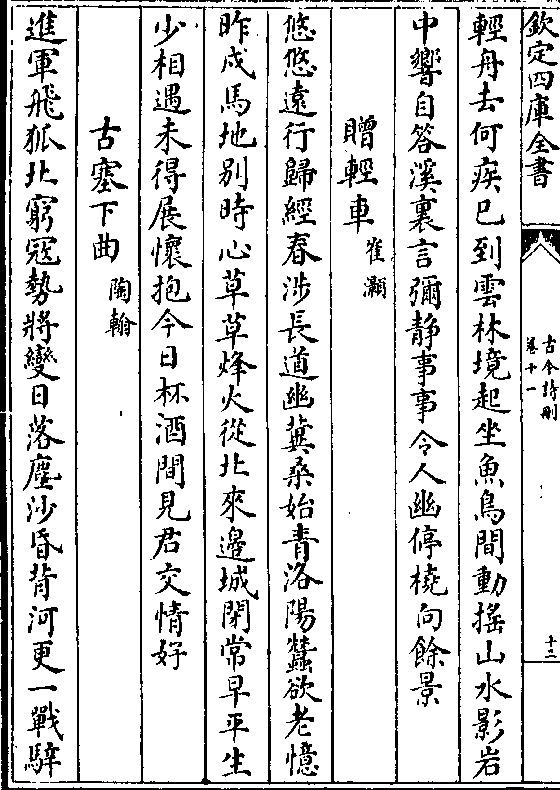 欽定四庫全書
古今詩刪
卷十一
十二
輕舟去何疾已到雲林境起坐魚鳥間動搖山水影岩
中響自答溪裏言彌静事事令人幽停橈向餘景
贈輕車
崔灝
悠悠遠行歸經春涉長道幽冀桑始青洛陽蠶欲老憶
昨戍馬地别時心草草烽火從北來邊城閉常早平生
少相遇未得展懷抱今日杯酒間見君交情好
古塞下曲
陶翰
進軍飛狐北窮寇勢將變日落塵沙昏背河更一戰騂